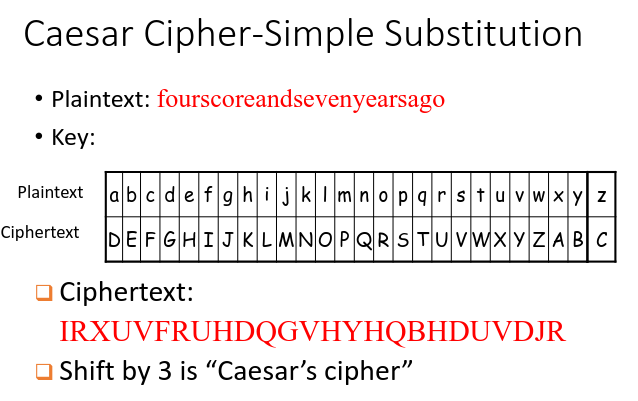 Caesar Cipher-Simple Substitution
• Plaintext: fourscoreandsevenyearsago
• Key:
Plaintext a b c d e f g h i j k l m n o p q r s t u v w x y z
Ciphertext D E F G H I J K L M N O P Q R S T U V W X Y Z A B C
❑ Ciphertext:
IRXUVFRUHDQGVHYHQBHDUVDJR
❑ Shift by 3 is “Caesar’s cipher”